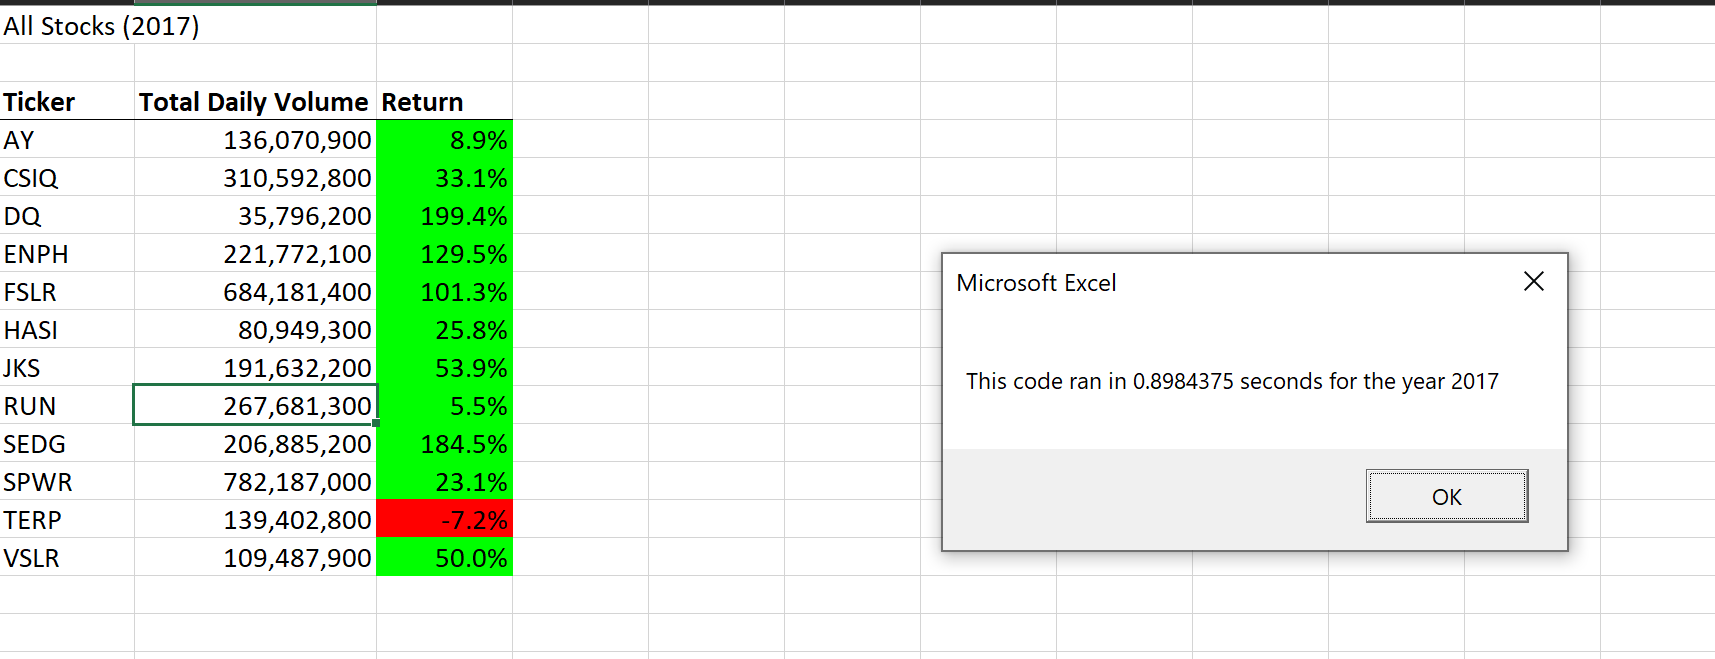 All Stocks (2017)
Ticker Total Daily Volume Return
AY 136,070,900 8.9%
CSIQ 310,592,800 33.1%
DQ 35,796,200 199.4%
ENPH 221,772,100 129.5%
FSLR 684,181,400 101.3%
HASI 80,949,300 25.8%
JKS 191,632,200 53.9%
RUN 267,681,300 5.5%
SEDG 206,885,200 184.5%
SPWR 782,187,000 23.1%
TERP 139,402,800 -7.2%
VSLR 109,487,900 50.0%
Microsoft Excel
This code ran in 0.8984375 seconds for the year 2017
OK